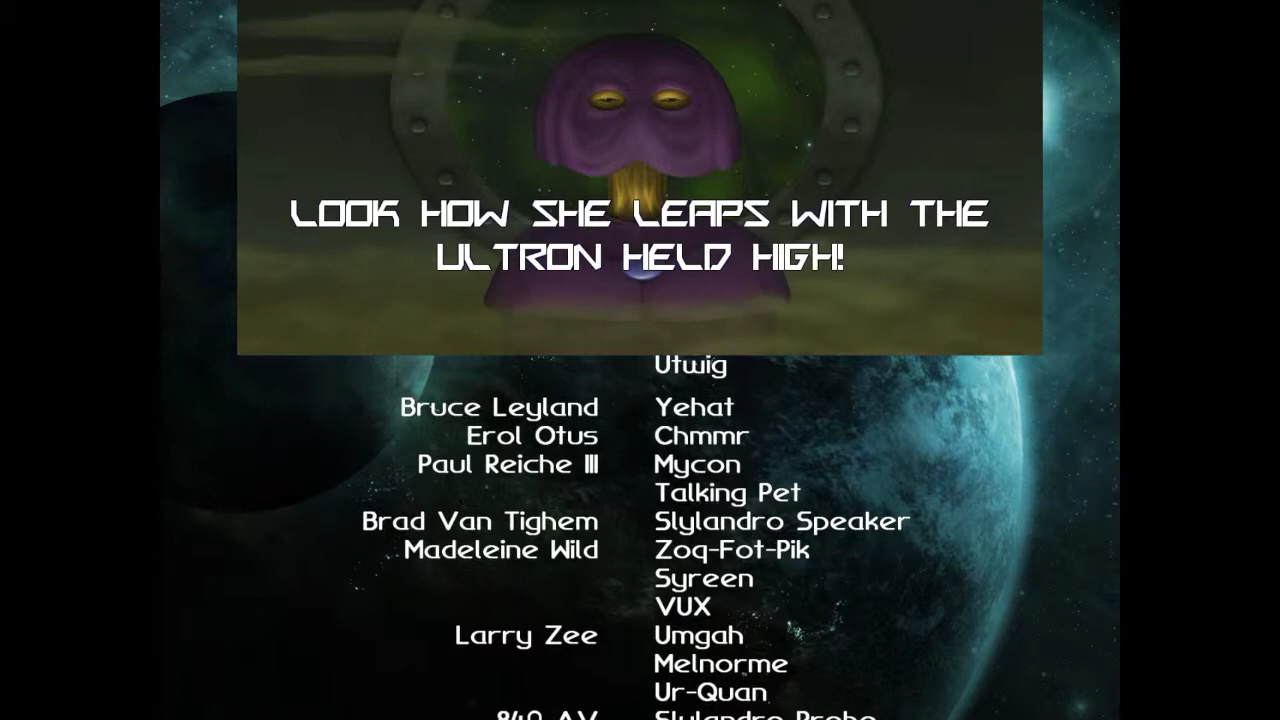 LOOK HOW SHE LEAPS WITH THE
ULTRON HELD HIGH!
Utwig
Bruce Leyland Yehat
Erol Otus Chmmr
Paul Reiche III Mycon
Talking Pet
Brad Van Tighem Slylandro Speaker
Madeleine Wild Zoq-Fot-Pik
Syreen
VUX
Larry Zee Umgah
Melnorme
Ur-Quan
Slylandro Probe